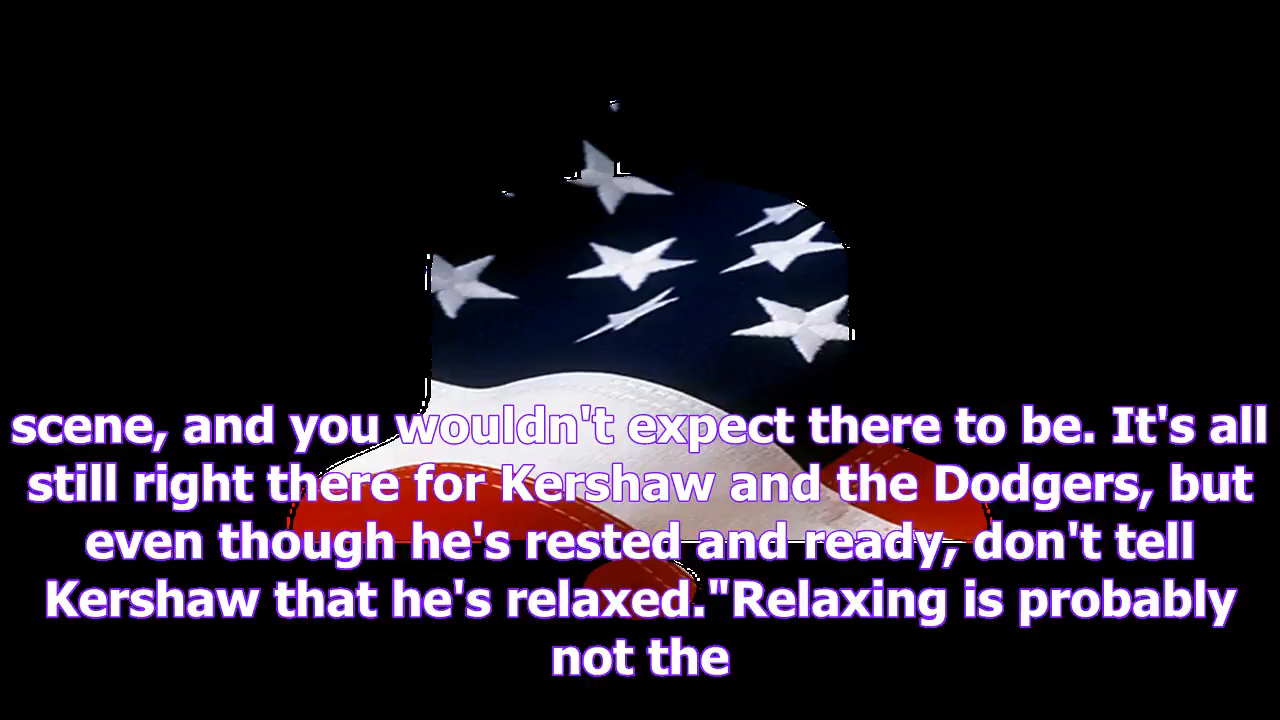 scene, and you wouldn't expect there to be. It's all
still right there for Kershaw and the Dodgers, but
even though he's rested and ready, don't tell
Kershaw that he's relaxed."Relaxing is probably
not the